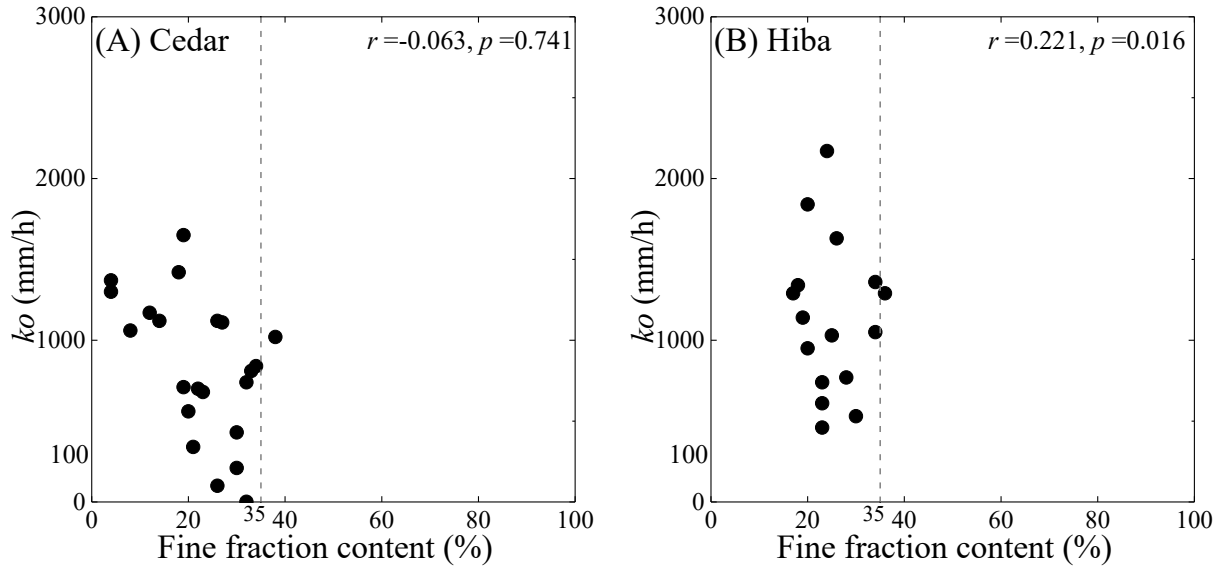 3000
(A) Cedar
r =-0.063, p =0.741
2000
1000
100
0
ko (mm/h)
0 20 35 40 60 80 100
Fine fraction content (%)
3000
(B) Hiba
r =0.221, p =0.016
2000
1000
100
0
ko (mm/h)
0 20 35 40 60 80 100
Fine fraction content (%)